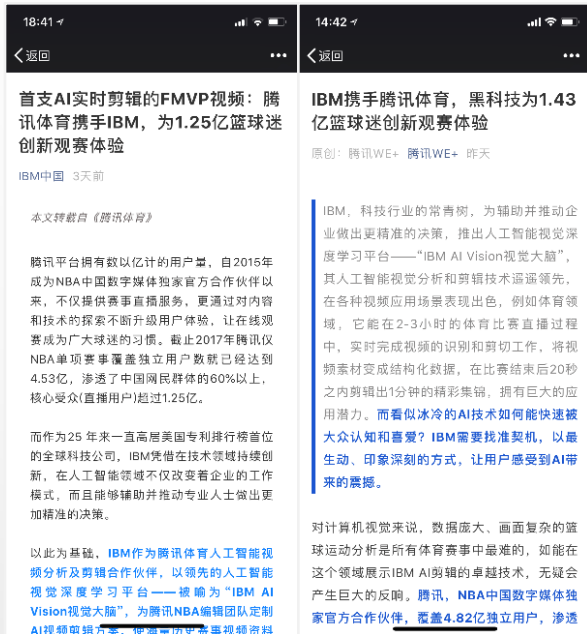 18:41
返回
首支AI实时剪辑的FMVP视频：腾
讯体育携手IBM，为1.25亿篮球迷
创新观赛体验
IBM中国 3天前
本文转载自《腾讯体育》
腾讯平台拥有数以亿计的用户量，自2015年
成为NBA中国数字媒体独家官方合作伙伴以
来，不仅提供赛事直播服务，更通过对内容
和技术的探索不断升级用户体验，让在线观
赛成为广大球迷的习惯。截止2017年腾讯仅
NBA单项赛事覆盖独立用户数就已经达到
4.53亿，渗透了中国网民群体的60%以上，
核心受众(直播用户)超过1.25亿。
而作为25 年来一直高居美国专利排行榜首位
的全球科技公司，IBM凭借在技术领域持续创
新，在人工智能领域不仅改变着企业的工作
模式，而且能够辅助并推动专业人士做出更
加精准的决策。
以此为基础，IBM作为腾讯体育人工智能视
频分析及剪辑合作伙伴，以领先的人工智能
视觉深度学习平台——被喻为“IBM AI
Vision视觉大脑”，为腾讯NBA编辑团队定制
AI视频剪辑方案，使海量历史赛事视频资料
14:42
返回
IBM携手腾讯体育，黑科技为1.43
亿篮球迷创新观赛体验
原创：腾讯WE+ 腾讯WE+ 昨天
IBM，科技行业的常青树，为辅助并推动企
业做出更精准的决策，推出人工智能视觉深
度学习平台——“IBM AI Vision视觉大脑”，
其人工智能视觉分析和剪辑技术遥遥领先，
在各种视频应用场景表现出色，例如体育领
域，它能在2-3小时的体育比赛直播过程
中，实时完成视频的识别和剪切工作，将视
频素材变成结构化数据，在比赛结束后20秒
之内剪辑出1分钟的精彩集锦，拥有巨大的应
用潜力。而看似冰冷的AI技术如何能快速被
大众认知和喜爱？IBM需要找准契机，以最
生动、印象深刻的方式，让用户感受到AI带
来的震撼。
对计算机视觉来说，数据庞大、画面复杂的篮
球运动分析是所有体育赛事中最难的，如能在
这个领域展示IBM AI剪辑的卓越技术，无疑会
产生巨大的反响。腾讯，NBA中国数字媒体独
家官方合作伙伴，覆盖4.82亿独立用户，渗透